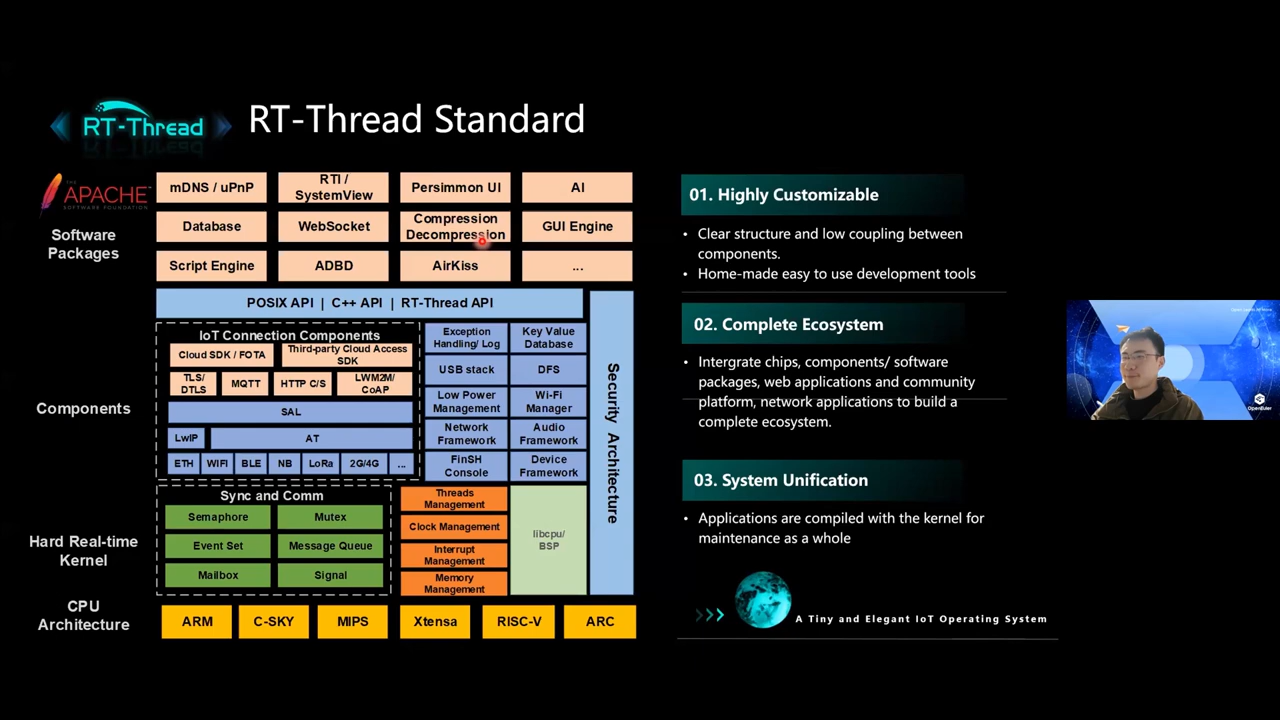 RT-Thread
RT-Thread Standard
THE
APACHE
SOFTWARE FOUNDATION
Software
Packages
mDNS / uPnP
RTI /
SystemView
Persimmon UI
AI
Database
WebSocket
Compression
Decompression
GUI Engine
Script Engine
ADBD
AirKiss
...
POSIX API | C++ API | RT-Thread API
Security Architecture
Components
IoT Connection Components
Cloud SDK / FOTA
Third-party Cloud Access
SDK
TLS/
DTLS
MQTT
HTTP C/S
LWM2M/
CoAP
SAL
LwIP
AT
ETH
WIFI
BLE
NB
LoRa
2G/4G
...
Exception
Handling/ Log
Key Value
Database
USB stack
DFS
Low Power
Management
Wi-Fi
Manager
Network
Framework
Audio
Framework
FinSH
Console
Device
Framework
Hard Real-time
Kernel
Sync and Comm
Semaphore
Mutex
Event Set
Message Queue
Mailbox
Signal
Threads
Management
Clock Management
Interrupt
Management
Memory
Management
libcpu/
BSP
CPU
Architecture
ARM
C-SKY
MIPS
Xtensa
RISC-V
ARC
01. Highly Customizable
• Clear structure and low coupling between
components.
• Home-made easy to use development tools
02. Complete Ecosystem
• Intergrate chips, components/ software
packages, web applications and community
platform, network applications to build a
complete ecosystem.
03. System Unification
• Applications are compiled with the kernel for
maintenance as a whole
A Tiny and Elegant IoT Operating System
OpenEuler